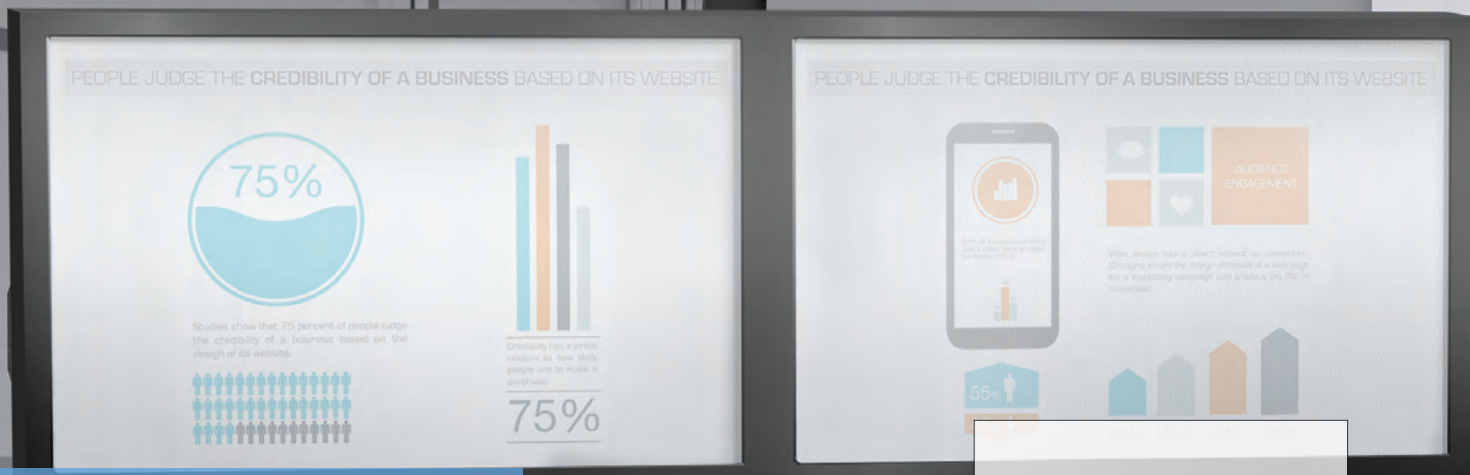 PEOPLE JUDGE THE CREDIBILITY OF A BUSINESS BASED ON ITS WEBSITE
75%
Studies show that 75 percent of people judge
the credibility of a business based on the
design of its website.
Credibility has a direct
relation to how likely
people are to make a
purchase.
75%
PEOPLE JUDGE THE CREDIBILITY OF A BUSINESS BASED ON ITS WEBSITE
AUDIENCE
ENGAGEMENT
Web design has a direct impact on conversion.
Changing simply the design elements of a web page
for a marketing campaign can produce big lifts in
conversion.
55%